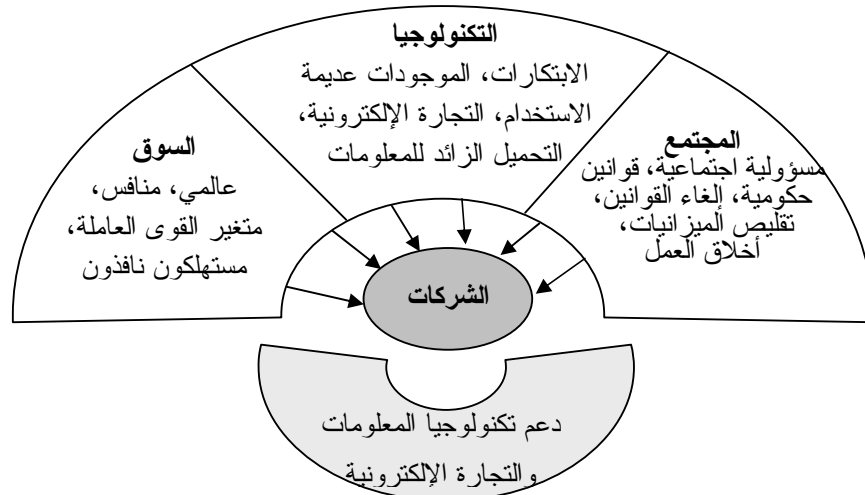 التكنولوجيا
الابتكارات، الموجودات عديمة
الاستخدام، التجارة الإلكترونية،
التحميل الزائد للمعلومات
المجتمع
مسؤولية اجتماعية، قوانين
حكومية، إلغاء القوانين،
تقليص الميزانيات،
أخلاق العمل
السوق
عالمي، منافس،
متغير القوى العاملة،
مستهلكون نافذون
الشركات
دعم تكنولوجيا المعلومات
والتجارة الإلكترونية